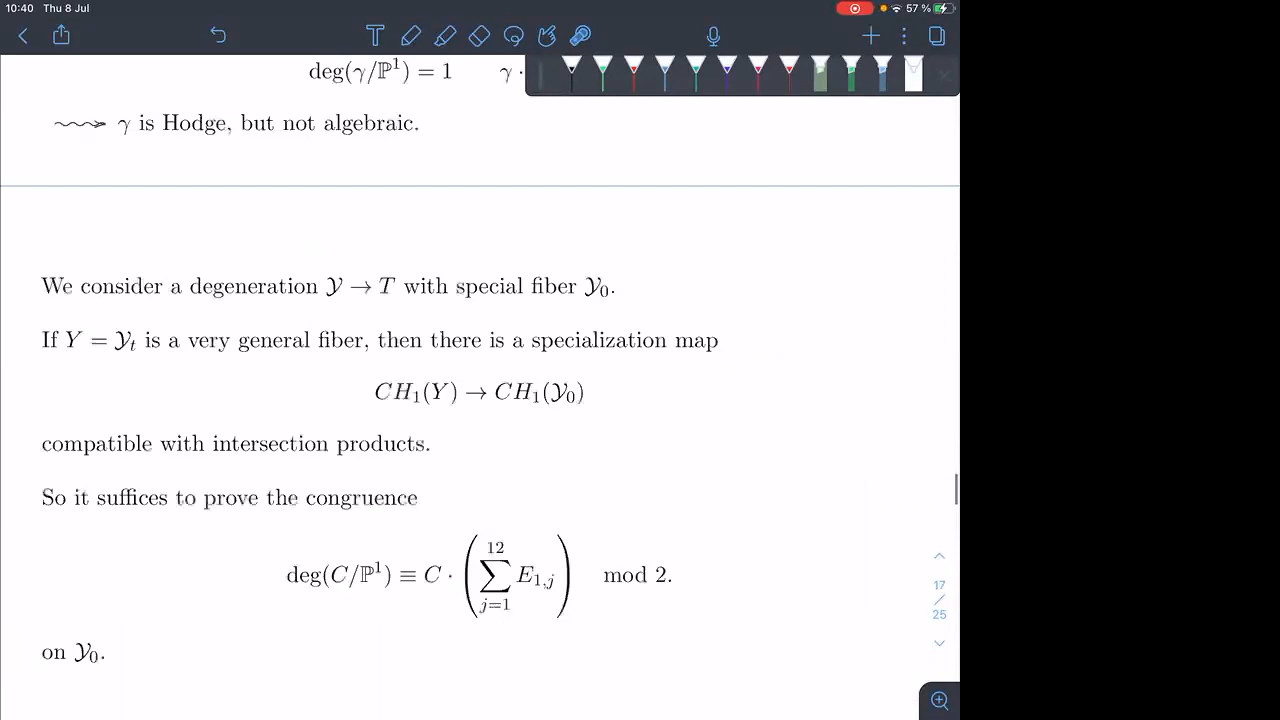 10:40 Thu 8 Jul
57 %
deg(γ/ℙ¹) = 1 γ ·
γ is Hodge, but not algebraic.
We consider a degeneration 𝒴 → T with special fiber 𝒴₀.
If Y = 𝒴ₜ is a very general fiber, then there is a specialization map
CH₁(Y) → CH₁(𝒴₀)
compatible with intersection products.
So it suffices to prove the congruence
deg(C/ℙ¹) ≡ C · (∑_{j=1}^{12} E_{1,j}) mod 2.
on 𝒴₀.
17
/
25